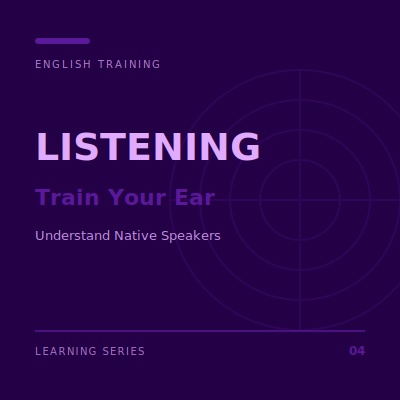 ENGLISH TRAINING
LISTENING
Train Your Ear
Understand Native Speakers
LEARNING SERIES
04